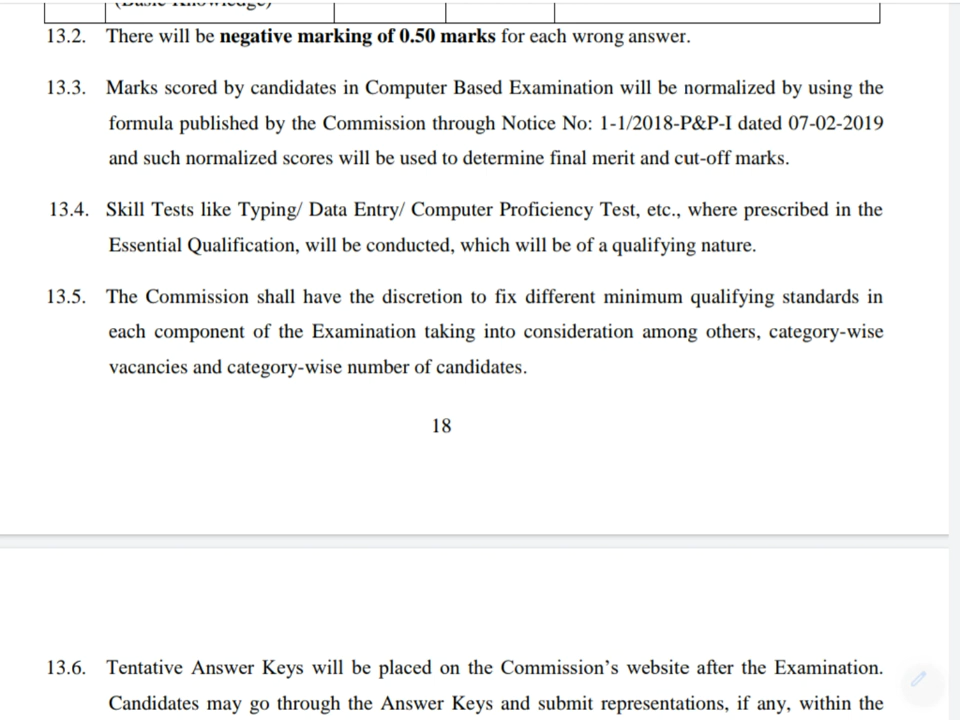 13.2. There will be negative marking of 0.50 marks for each wrong answer.
13.3. Marks scored by candidates in Computer Based Examination will be normalized by using the
formula published by the Commission through Notice No: 1-1/2018-P&P-I dated 07-02-2019
and such normalized scores will be used to determine final merit and cut-off marks.
13.4. Skill Tests like Typing/ Data Entry/ Computer Proficiency Test, etc., where prescribed in the
Essential Qualification, will be conducted, which will be of a qualifying nature.
13.5. The Commission shall have the discretion to fix different minimum qualifying standards in
each component of the Examination taking into consideration among others, category-wise
vacancies and category-wise number of candidates.
18
13.6. Tentative Answer Keys will be placed on the Commission’s website after the Examination.
Candidates may go through the Answer Keys and submit representations, if any, within the